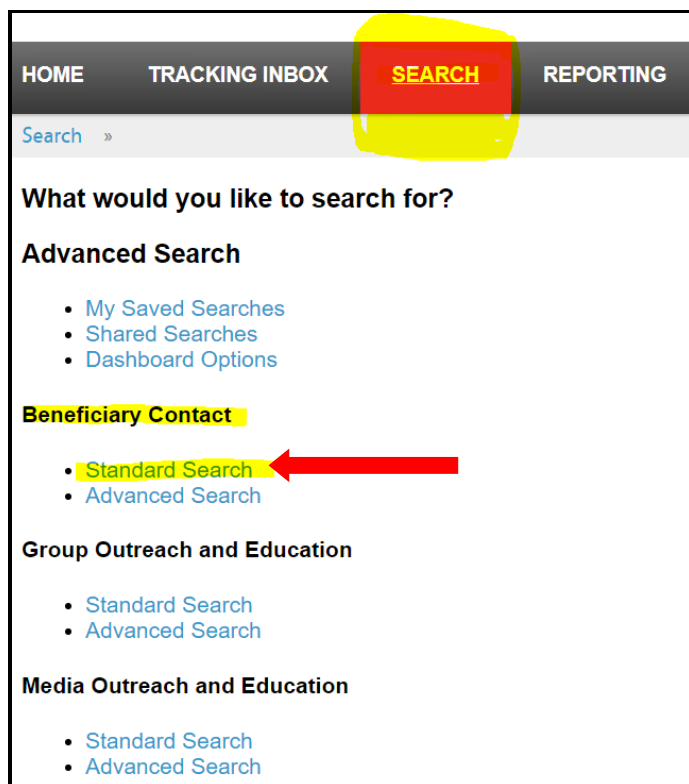 HOME TRACKING INBOX SEARCH REPORTING
Search »
What would you like to search for?
Advanced Search
• My Saved Searches
• Shared Searches
• Dashboard Options
Beneficiary Contact
• Standard Search
• Advanced Search
Group Outreach and Education
• Standard Search
• Advanced Search
Media Outreach and Education
• Standard Search
• Advanced Search